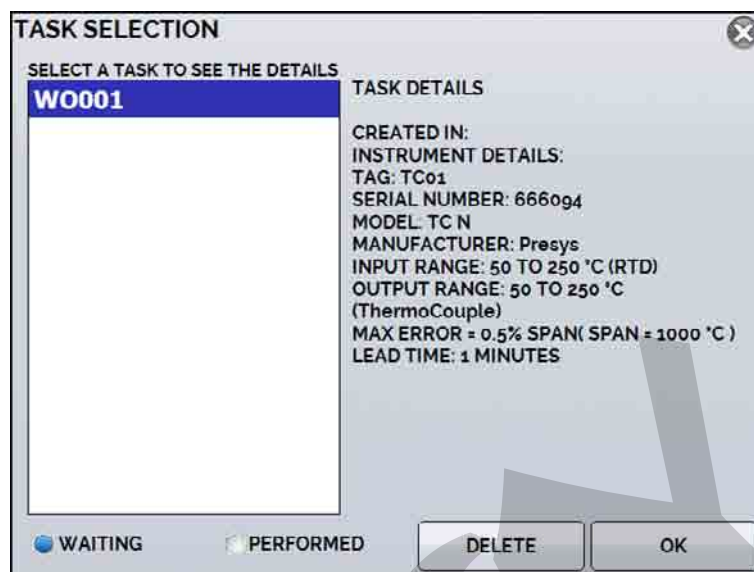 TASK SELECTION
SELECT A TASK TO SEE THE DETAILS
WO001
TASK DETAILS
CREATED IN:
INSTRUMENT DETAILS:
TAG: TC01
SERIAL NUMBER: 666094
MODEL: TC N
MANUFACTURER: Presys
INPUT RANGE: 50 TO 250 °C (RTD)
OUTPUT RANGE: 50 TO 250 °C
(ThermoCouple)
MAX ERROR = 0.5% SPAN( SPAN = 1000 °C )
LEAD TIME: 1 MINUTES
WAITING
PERFORMED
DELETE
OK